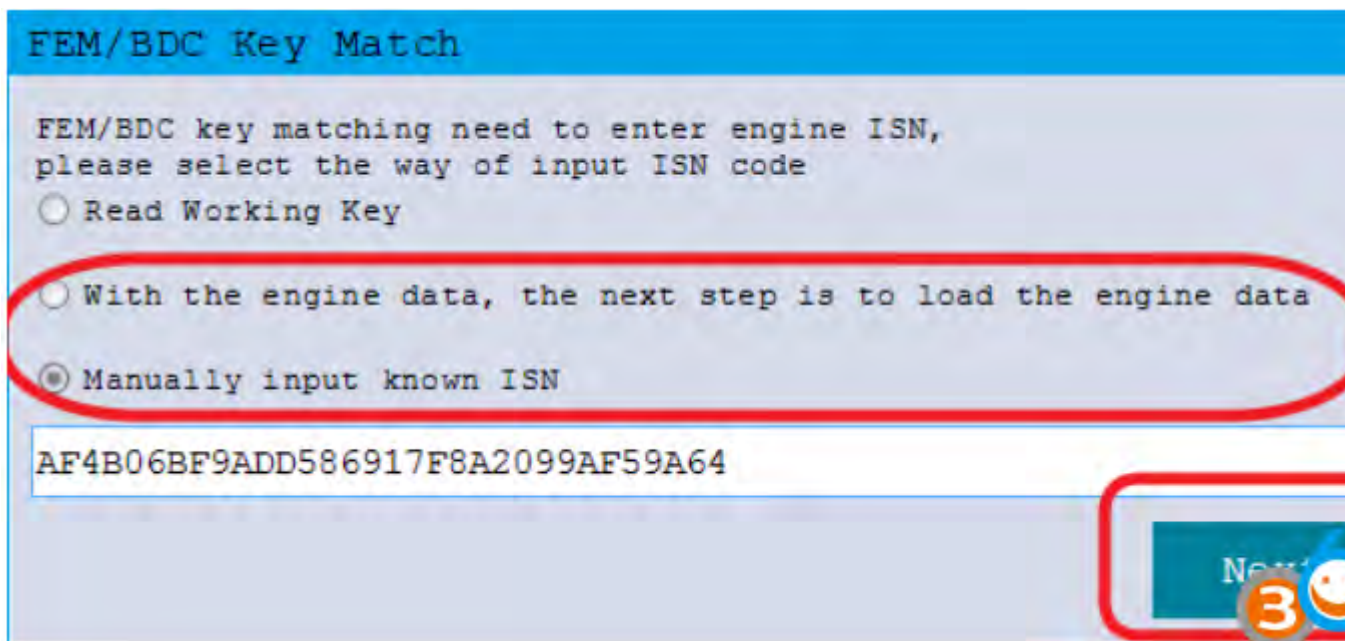 FEM/BDC Key Match
FEM/BDC key matching need to enter engine ISN,
please select the way of input ISN code
Read Working Key
With the engine data, the next step is to load the engine data
Manually input known ISN
AF4B06BF9ADD586917F8A2099AF59A64
3